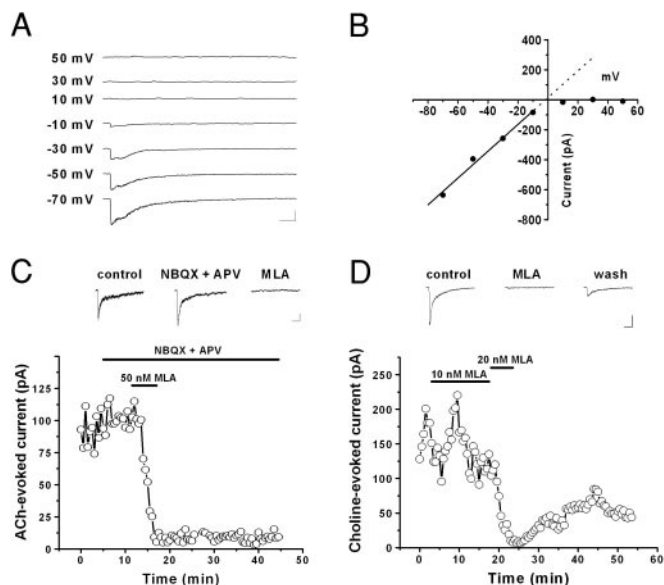 A
50 mV
30 mV
10 mV
-10 mV
-30 mV
-50 mV
-70 mV
B
400
200
0
-200
-400
-600
-800
-80 -60 -40 -20 0 20 40 60
mV
Current (pA)
C
control NBQX + APV MLA
NBQX + APV
50 nM MLA
ACh-evoked current (pA)
125
100
75
50
25
0
0 10 20 30 40 50
Time (min)
D
control MLA wash
20 nM MLA
10 nM MLA
Choline-evoked current (pA)
250
200
150
100
50
0
0 10 20 30 40 50 60
Time (min)